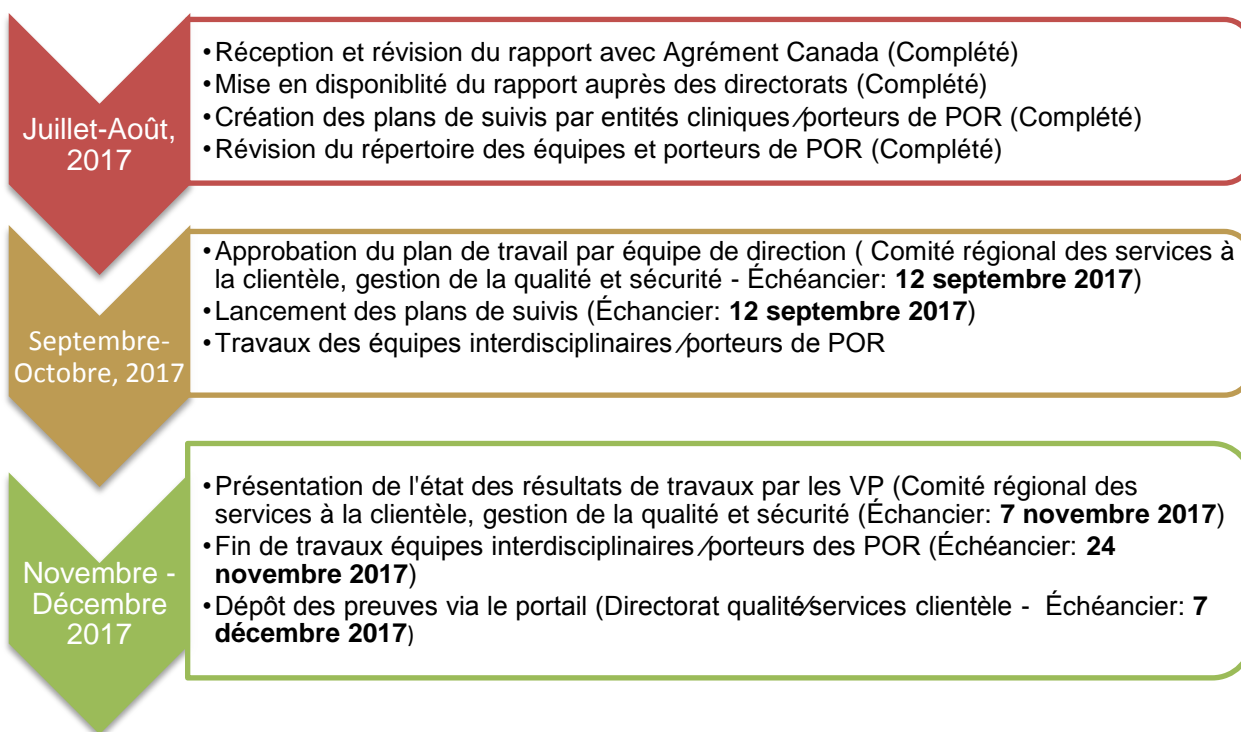 Juillet-Août,
2017
•Réception et révision du rapport avec Agrément Canada (Complété)
•Mise en disponiblité du rapport auprès des directorats (Complété)
•Création des plans de suivis par entités cliniques ∕porteurs de POR (Complété)
•Révision du répertoire des équipes et porteurs de POR (Complété)
Septembre-
Octobre, 2017
•Approbation du plan de travail par équipe de direction ( Comité régional des services à
la clientèle, gestion de la qualité et sécurité - Échéancier: 12 septembre 2017)
•Lancement des plans de suivis (Échancier: 12 septembre 2017)
•Travaux des équipes interdisciplinaires ∕porteurs de POR
Novembre -
Décembre
2017
•Présentation de l'état des résultats de travaux par les VP (Comité régional des
services à la clientèle, gestion de la qualité et sécurité (Échancier: 7 novembre 2017)
•Fin de travaux équipes interdisciplinaires ∕porteurs des POR (Échéancier: 24
novembre 2017)
•Dépôt des preuves via le portail (Directorat qualité∕services clientèle - Échéancier: 7
décembre 2017)